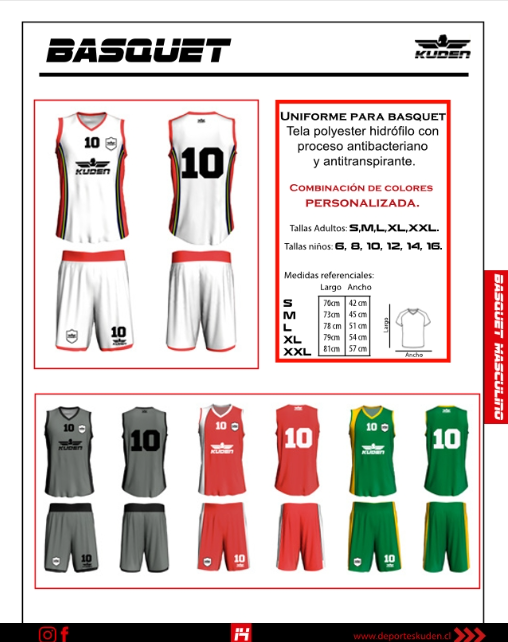 BASQUET
KUDEN
10
KUDEN
10
10
KUDEN
UNIFORME PARA BASQUET
Tela polyester hidrófilo con
proceso antibacteriano
y antitranspirante.
COMBINACIÓN DE COLORES
PERSONALIZADA.
Tallas Adultos: S,M,L,XL,XXL.
Tallas niños: 6, 8, 10, 12, 14, 16.
Medidas referenciales:
Largo Ancho
S 70cm 42 cm
M 73cm 45 cm
L 78 cm 51 cm
XL 79cm 54 cm
XXL 81cm 57 cm
Largo
Ancho
BASQUET MASCULINO
10
KUDEN
10
10
KUDEN
10
10
KUDEN
10
10
10
10
14
www.deporteskuden.cl